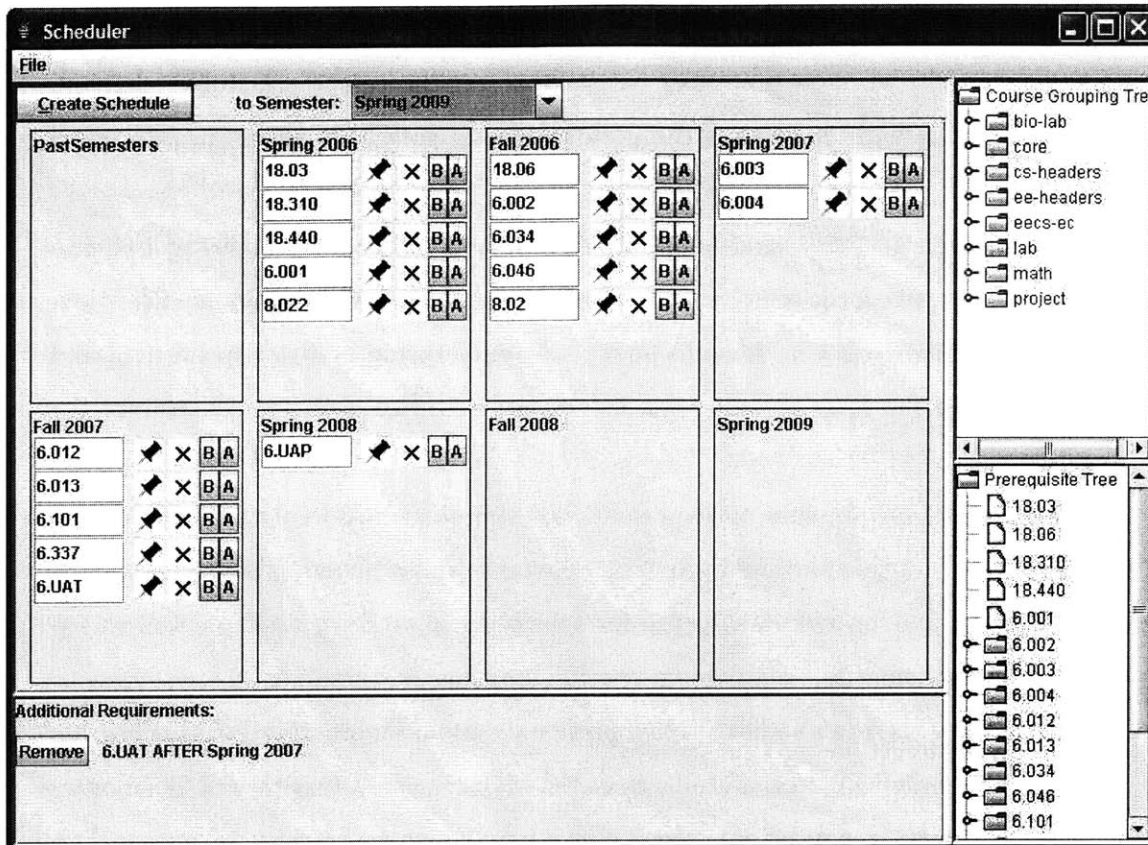 Scheduler
File
Create Schedule to Semester: Spring 2009
PastSemesters
Spring 2006
18.03 B A
18.310 B A
18.440 B A
6.001 B A
8.022 B A
Fall 2006
18.06 B A
6.002 B A
6.034 B A
6.046 B A
8.02 B A
Spring 2007
6.003 B A
6.004 B A
Fall 2007
6.012 B A
6.013 B A
6.101 B A
6.337 B A
6.UAT B A
Spring 2008
6.UAP B A
Fall 2008
Spring 2009
Additional Requirements:
Remove 6.UAT AFTER Spring 2007
Course Grouping Tre
bio-lab
core
cs-headers
ee-headers
eecs-ec
lab
math
project
Prerequisite Tree
18.03
18.06
18.310
18.440
6.001
6.002
6.003
6.004
6.012
6.013
6.034
6.046
6.101